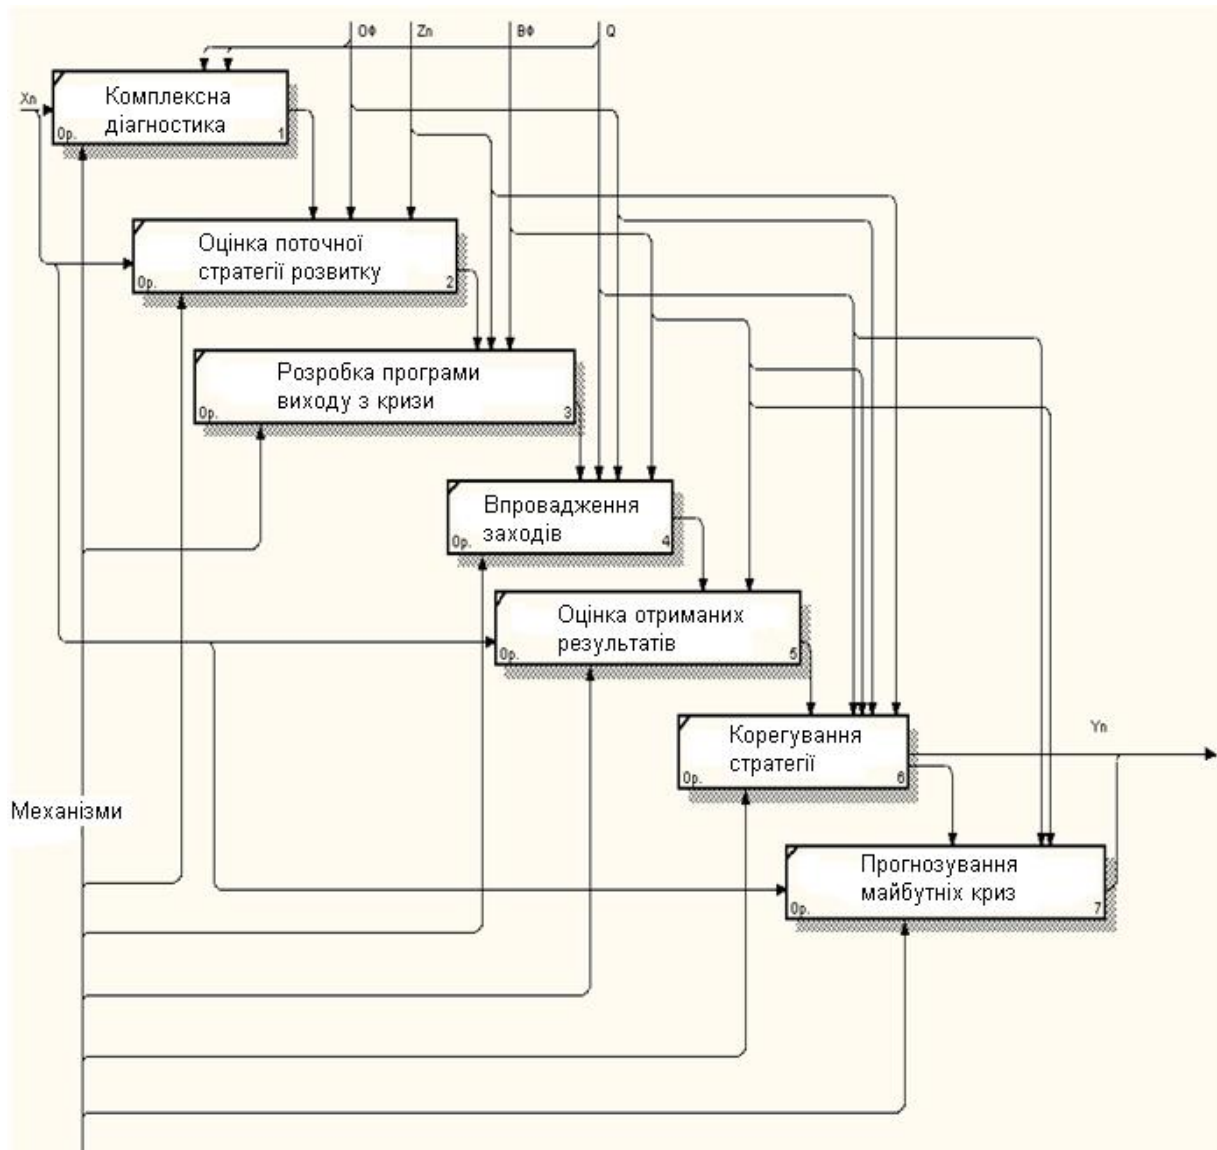 ОФ
Zn
ВФ
Q
Xn
Комплексна
діагностика
0р.
1
Оцінка поточної
стратегії розвитку
0р.
2
Розробка програми
виходу з кризи
0р.
3
Впровадження
заходів
0р.
4
Оцінка отриманих
результатів
0р.
5
Корегування
стратегії
0р.
6
Yn
Механізми
Прогнозування
майбутніх криз
0р.
7